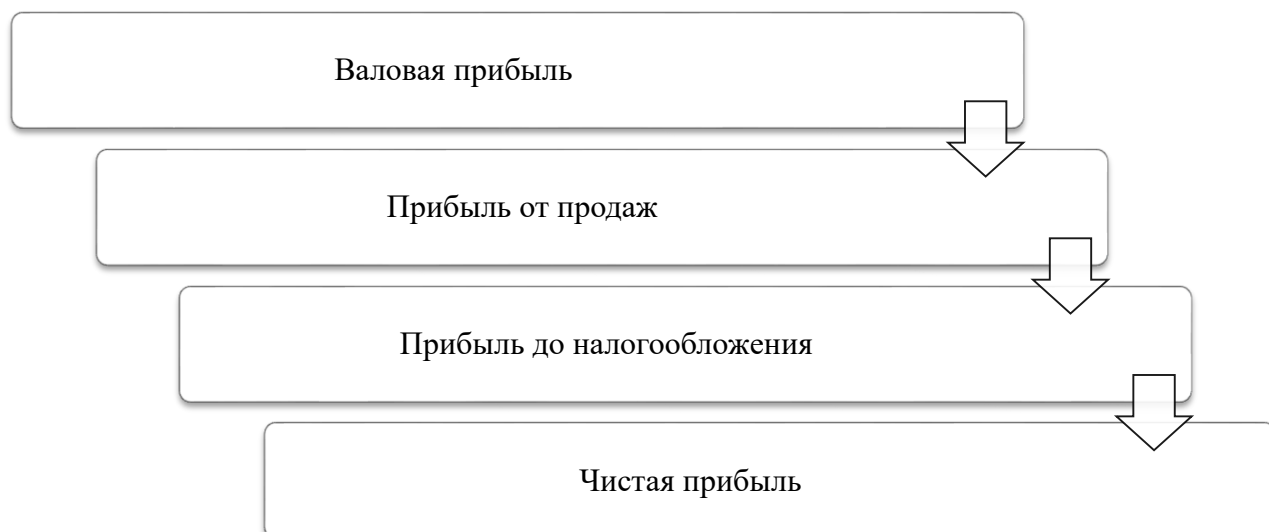 Валовая прибыль
Прибыль от продаж
Прибыль до налогообложения
Чистая прибыль